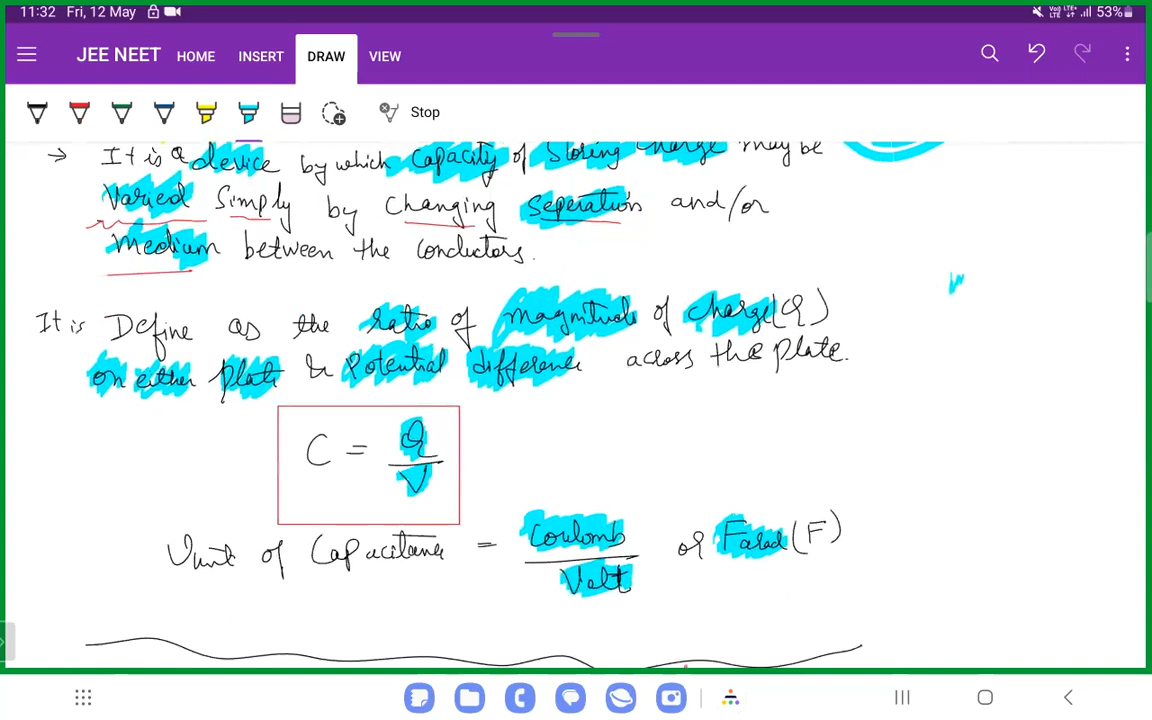 11:32 Fri, 12 May 53%
JEE NEET HOME INSERT DRAW VIEW
Stop
→ It is a device by which Capacity of Storing Charge may be
Varied Simply by Changing Seperation and/or
Medium between the Conductors.
It is Define as the ratio of magnitude of charge (Q)
on either plate & Potential difference across the plate.
C = Q
V
Unit of Capacitance = Coulomb or Farad (F)
Volt